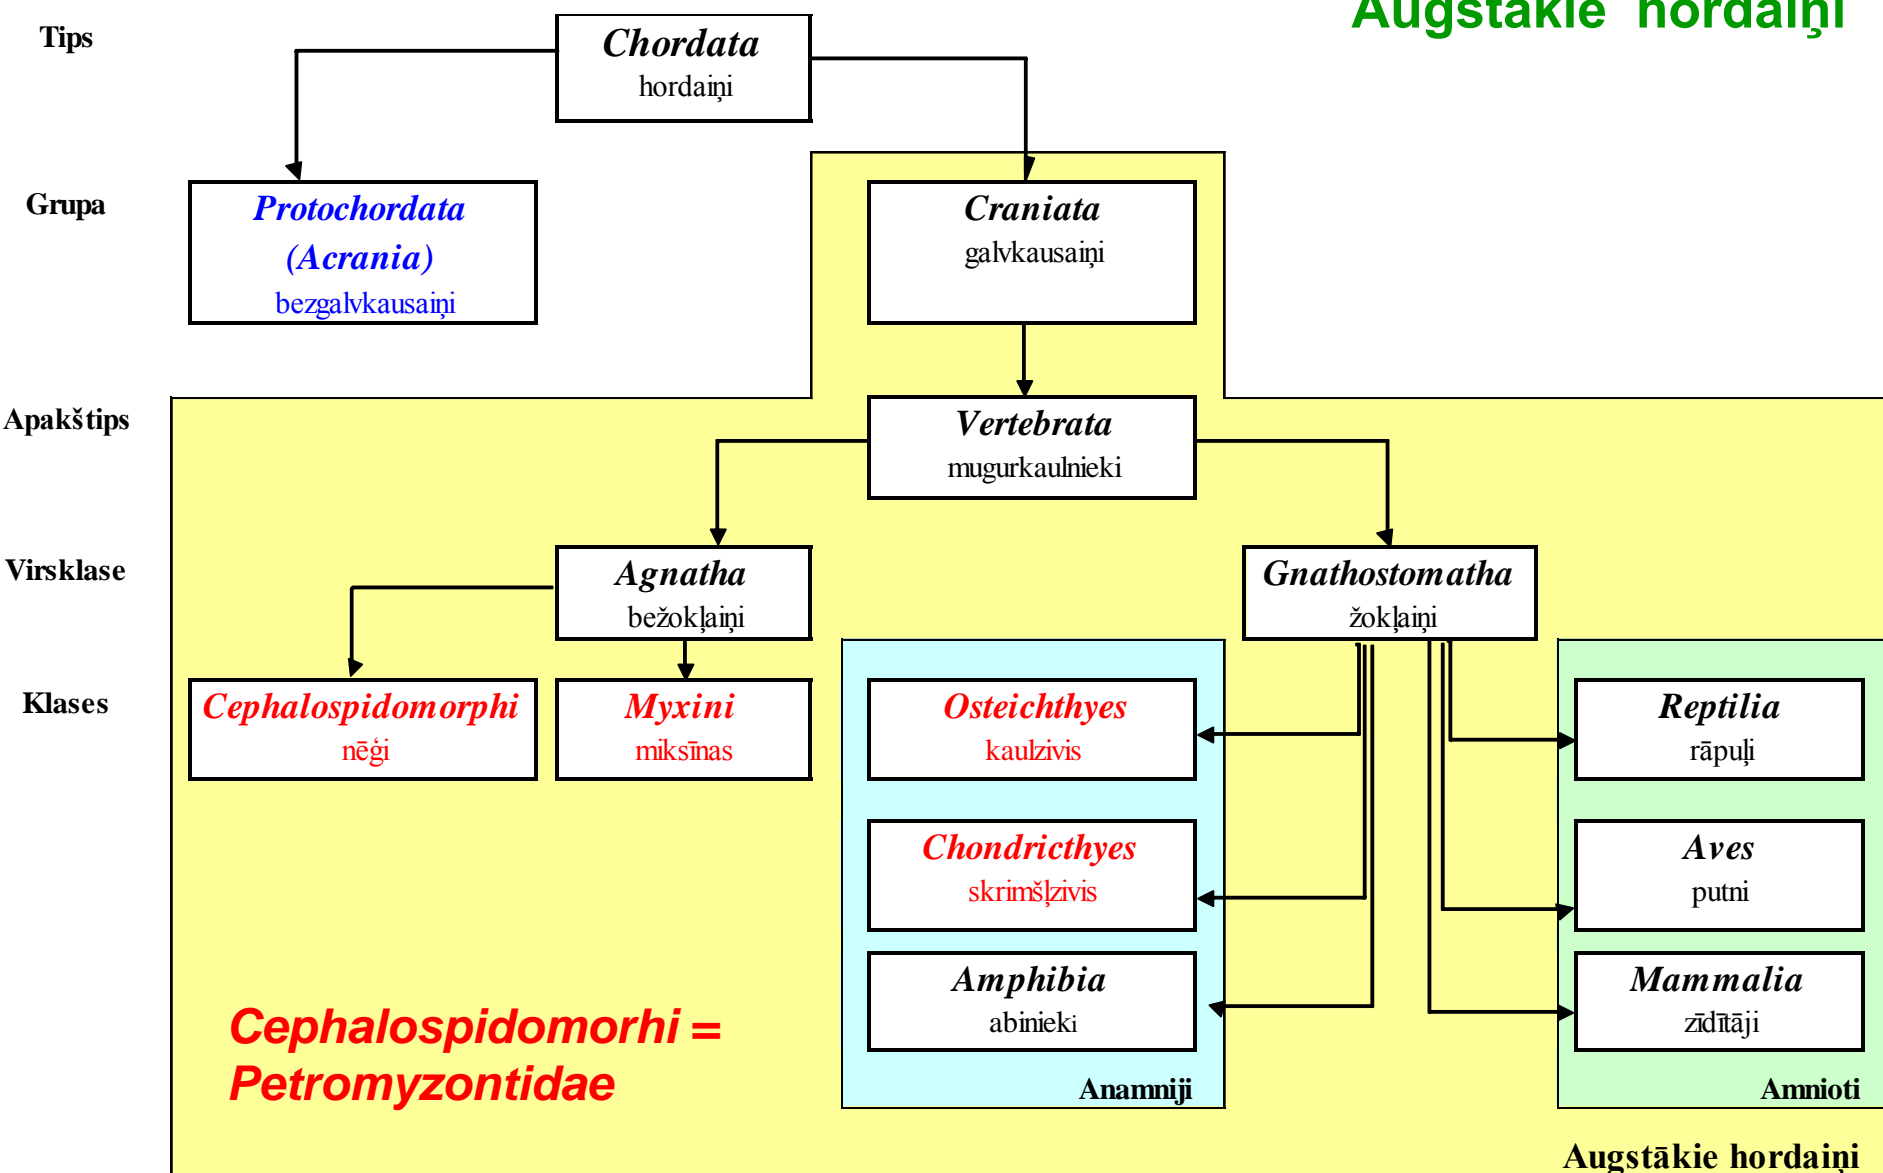 Augstākie hordaiņi
Tips
Chordata
hordaiņi
Grupa
Protochordata
(Acrania)
bezgalvkausaiņi
Craniata
galvkausaiņi
Apakštips
Vertebrata
mugurkaulnieki
Virsklase
Agnatha
bežokļaiņi
Gnathostomatha
žokļaiņi
Klases
Cephalospidomorphi
nēģi
Myxini
miksīnas
Osteichthyes
kaulzivis
Reptilia
rāpuļi
Chondricthyes
skrimšļzivis
Aves
putni
Amphibia
abinieki
Mammalia
zīdītāji
Cephalospidomorhi =
Petromyzontidae
Anamniji
Amnioti
Augstākie hordaiņi